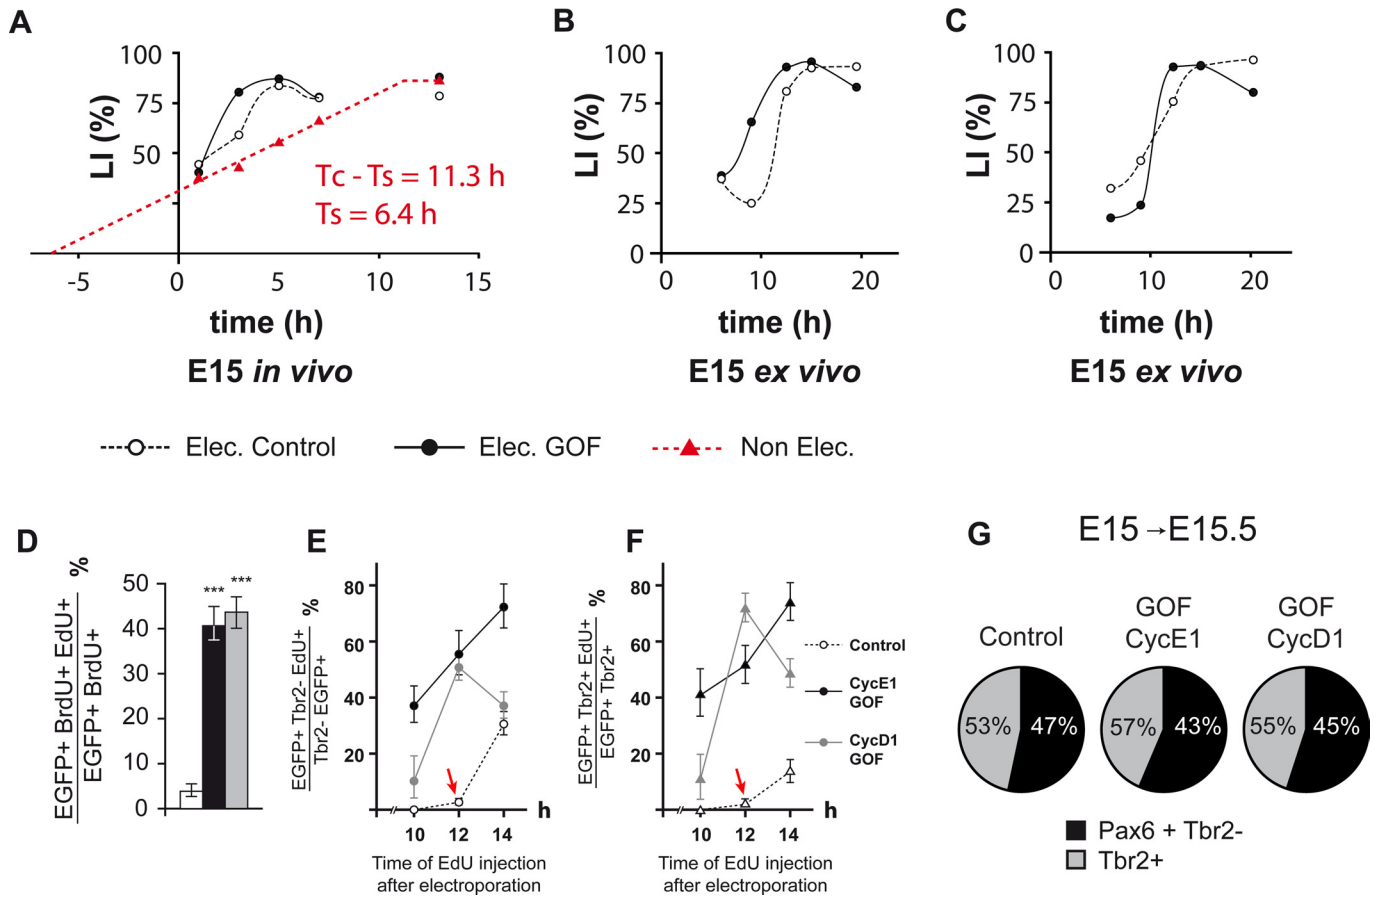 A
100
75
50
LI (%)
-5
0
5
10
15
Tc - Ts = 11.3 h
Ts = 6.4 h
time (h)
E15 in vivo
B
100
75
50
25
0
LI (%)
0
10
20
time (h)
E15 ex vivo
C
100
75
50
25
0
LI (%)
0
10
20
time (h)
E15 ex vivo
Elec. Control
Elec. GOF
Non Elec.
D
EGFP+ BrdU+ EdU+
EGFP+ BrdU+
%
50
40
30
20
10
0
***
***
E
EGFP+ Tbr2- EdU+
Tbr2- EGFP+
%
80
60
40
20
10
12
14
h
Time of EdU injection
after electroporation
F
EGFP+ Tbr2+ EdU+
EGFP+ Tbr2+
%
80
60
40
20
10
12
14
h
Time of EdU injection
after electroporation
Control
CycE1
GOF
CycD1
GOF
G
E15→E15.5
Control
53%
47%
GOF
CycE1
57%
43%
GOF
CycD1
55%
45%
Pax6 + Tbr2-
Tbr2+